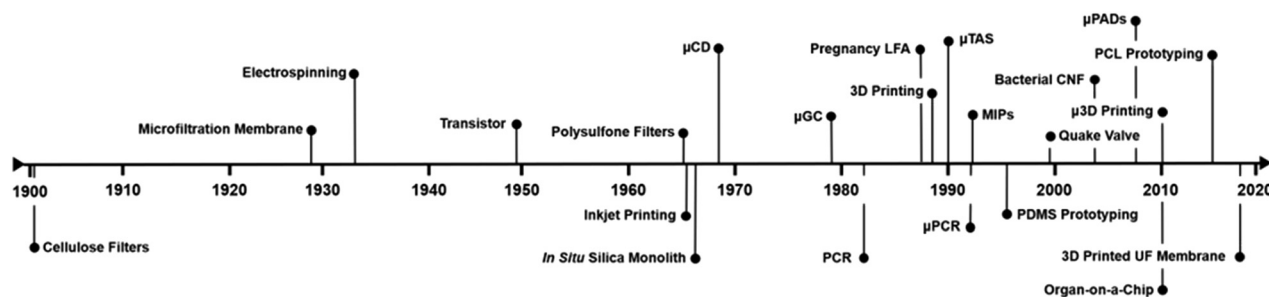 µPADs
µCD
Pregnancy LFA
µTAS
PCL Prototyping
Electrospinning
Bacterial CNF
3D Printing
Microfiltration Membrane
Transistor
Polysulfone Filters
µGC
MIPs
µ3D Printing
Quake Valve
1900 1910 1920 1930 1940 1950 1960 1970 1980 1990 2000 2010 2020
Inkjet Printing
PDMS Prototyping
µPCR
Cellulose Filters
In Situ Silica Monolith
PCR
3D Printed UF Membrane
Organ-on-a-Chip